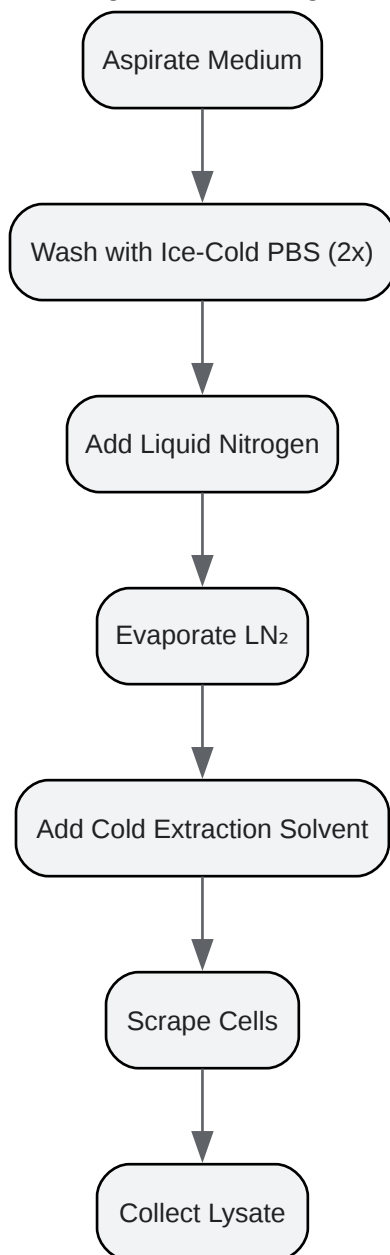 Aspirate Medium
Wash with Ice-Cold PBS (2x)
Add Liquid Nitrogen
Evaporate LN₂
Add Cold Extraction Solvent
Scrape Cells
Collect Lysate